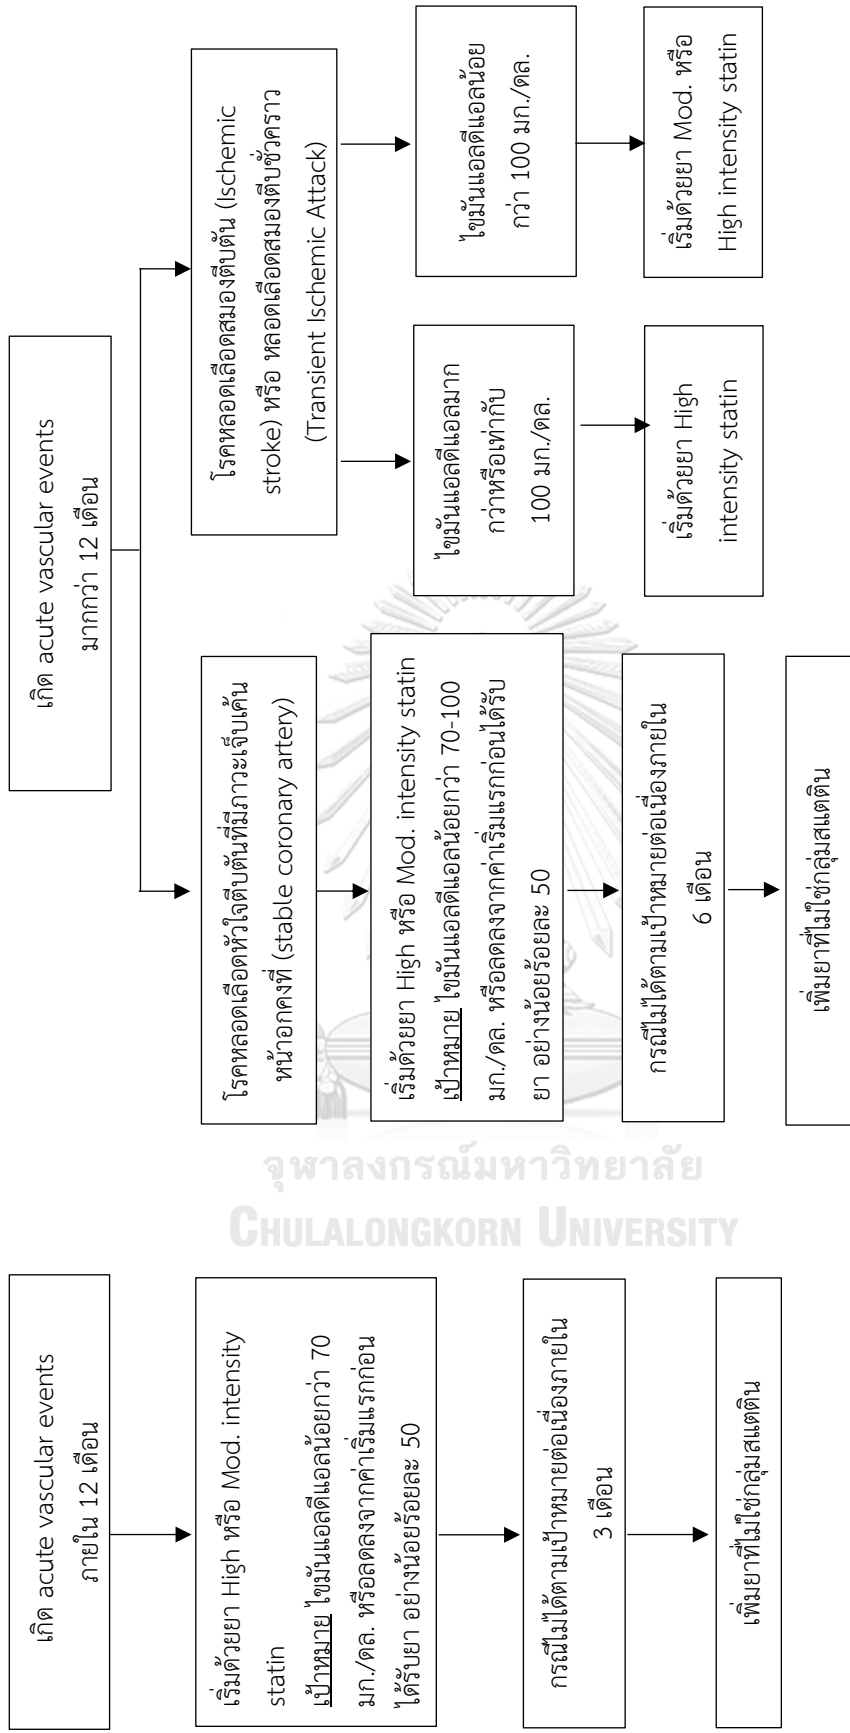 เกิด acute vascular events
ภายใน 12 เดือน
เริ่มด้วยยา High หรือ Mod. intensity
statin
เป้าหมาย ไขมันแอลดีแอลน้อยกว่า 70
มก./ดล. หรือลดลงจากค่าเริ่มแรกก่อน
ได้รับยา อย่างน้อยร้อยละ 50
กรณีไม่ได้ตามเป้าหมายต่อเนื่องภายใน
3 เดือน
เพิ่มยาที่ไม่ใช่กลุ่มสแตติน
เกิด acute vascular events
มากกว่า 12 เดือน
โรคหลอดเลือดหัวใจตีบตันที่มีภาวะเจ็บเค้น
หน้าอกคงที่ (stable coronary artery)
เริ่มด้วยยา High หรือ Mod. intensity statin
เป้าหมาย ไขมันแอลดีแอลน้อยกว่า 70-100
มก./ดล. หรือลดลงจากค่าเริ่มแรกก่อนได้รับ
ยา อย่างน้อยร้อยละ 50
กรณีไม่ได้ตามเป้าหมายต่อเนื่องภายใน
6 เดือน
เพิ่มยาที่ไม่ใช่กลุ่มสแตติน
โรคหลอดเลือดสมองตีบตัน (Ischemic
stroke) หรือ หลอดเลือดสมองตีบชั่วคราว
(Transient Ischemic Attack)
ไขมันแอลดีแอลมาก
กว่าหรือเท่ากับ
100 มก./ดล.
เริ่มด้วยยา High
intensity statin
ไขมันแอลดีแอลน้อย
กว่า 100 มก./ดล.
เริ่มด้วยยา Mod. หรือ
High intensity statin
จุฬาลงกรณ์มหาวิทยาลัย
CHULALONGKORN UNIVERSITY